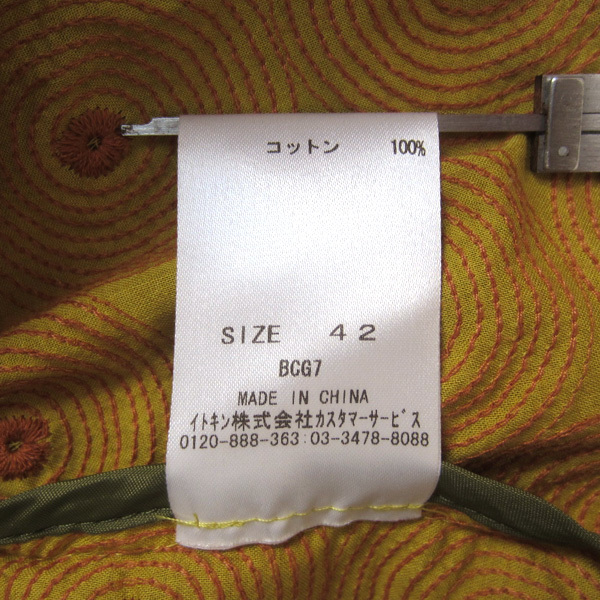 コットン 100%
SIZE 42
BCG7
MADE IN CHINA
イトキン株式会社カスタマーサービス
0120-888-363:03-3478-8088